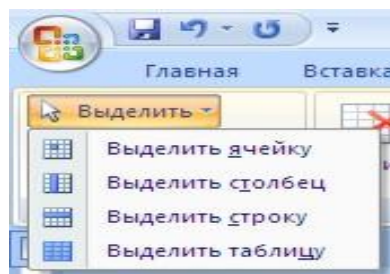 Главная Вставка
Выделить
Выделить ячейку
Выделить столбец
Выделить строку
Выделить таблицу